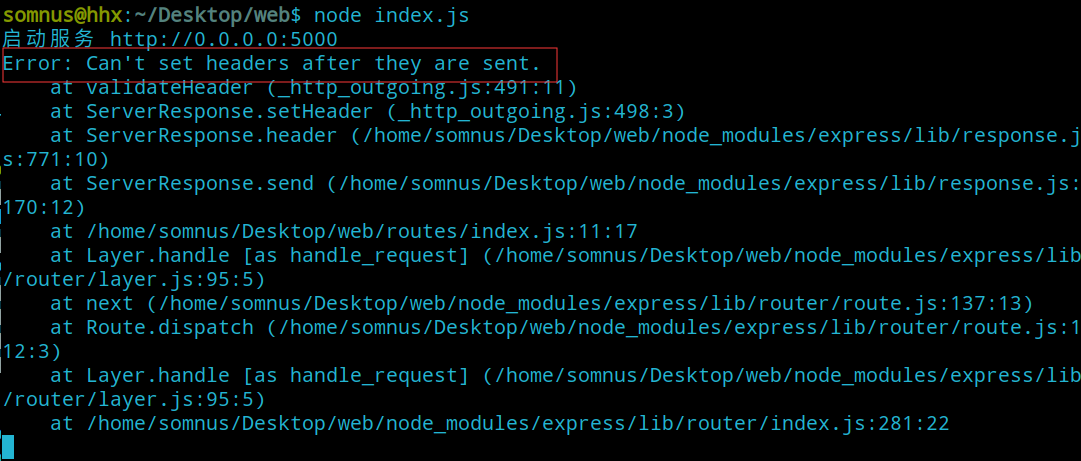 somnus@hhx:~/Desktop/web$ node index.js
启动服务 http://0.0.0.0:5000
Error: Can't set headers after they are sent.
    at validateHeader (_http_outgoing.js:491:11)
    at ServerResponse.setHeader (_http_outgoing.js:498:3)
    at ServerResponse.header (/home/somnus/Desktop/web/node_modules/express/lib/response.j
s:771:10)
    at ServerResponse.send (/home/somnus/Desktop/web/node_modules/express/lib/response.js:
170:12)
    at /home/somnus/Desktop/web/routes/index.js:11:17
    at Layer.handle [as handle_request] (/home/somnus/Desktop/web/node_modules/express/lib
/router/layer.js:95:5)
    at next (/home/somnus/Desktop/web/node_modules/express/lib/router/route.js:137:13)
    at Route.dispatch (/home/somnus/Desktop/web/node_modules/express/lib/router/route.js:1
12:3)
    at Layer.handle [as handle_request] (/home/somnus/Desktop/web/node_modules/express/lib
/router/layer.js:95:5)
    at /home/somnus/Desktop/web/node_modules/express/lib/router/index.js:281:22